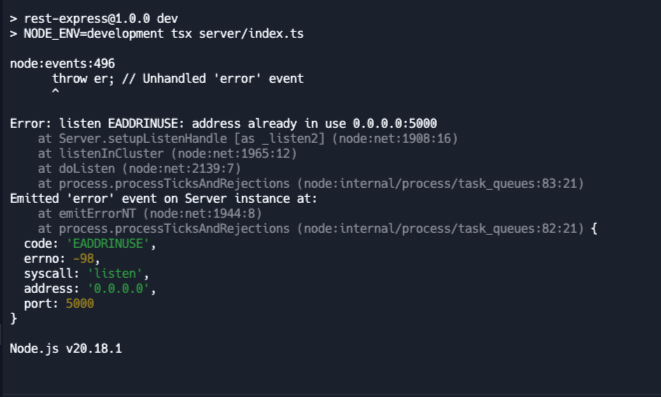 > rest-express@1.0.0 dev
> NODE_ENV=development tsx server/index.ts
node:events:496
throw er; // Unhandled 'error' event
^
Error: listen EADDRINUSE: address already in use 0.0.0.0:5000
at Server.setupListenHandle [as _listen2] (node:net:1908:16)
at listenInCluster (node:net:1965:12)
at doListen (node:net:2139:7)
at process.processTicksAndRejections (node:internal/process/task_queues:83:21)
Emitted 'error' event on Server instance at:
at emitErrorNT (node:net:1944:8)
at process.processTicksAndRejections (node:internal/process/task_queues:82:21) {
code: 'EADDRINUSE',
errno: -98,
syscall: 'listen',
address: '0.0.0.0',
port: 5000
}
Node.js v20.18.1